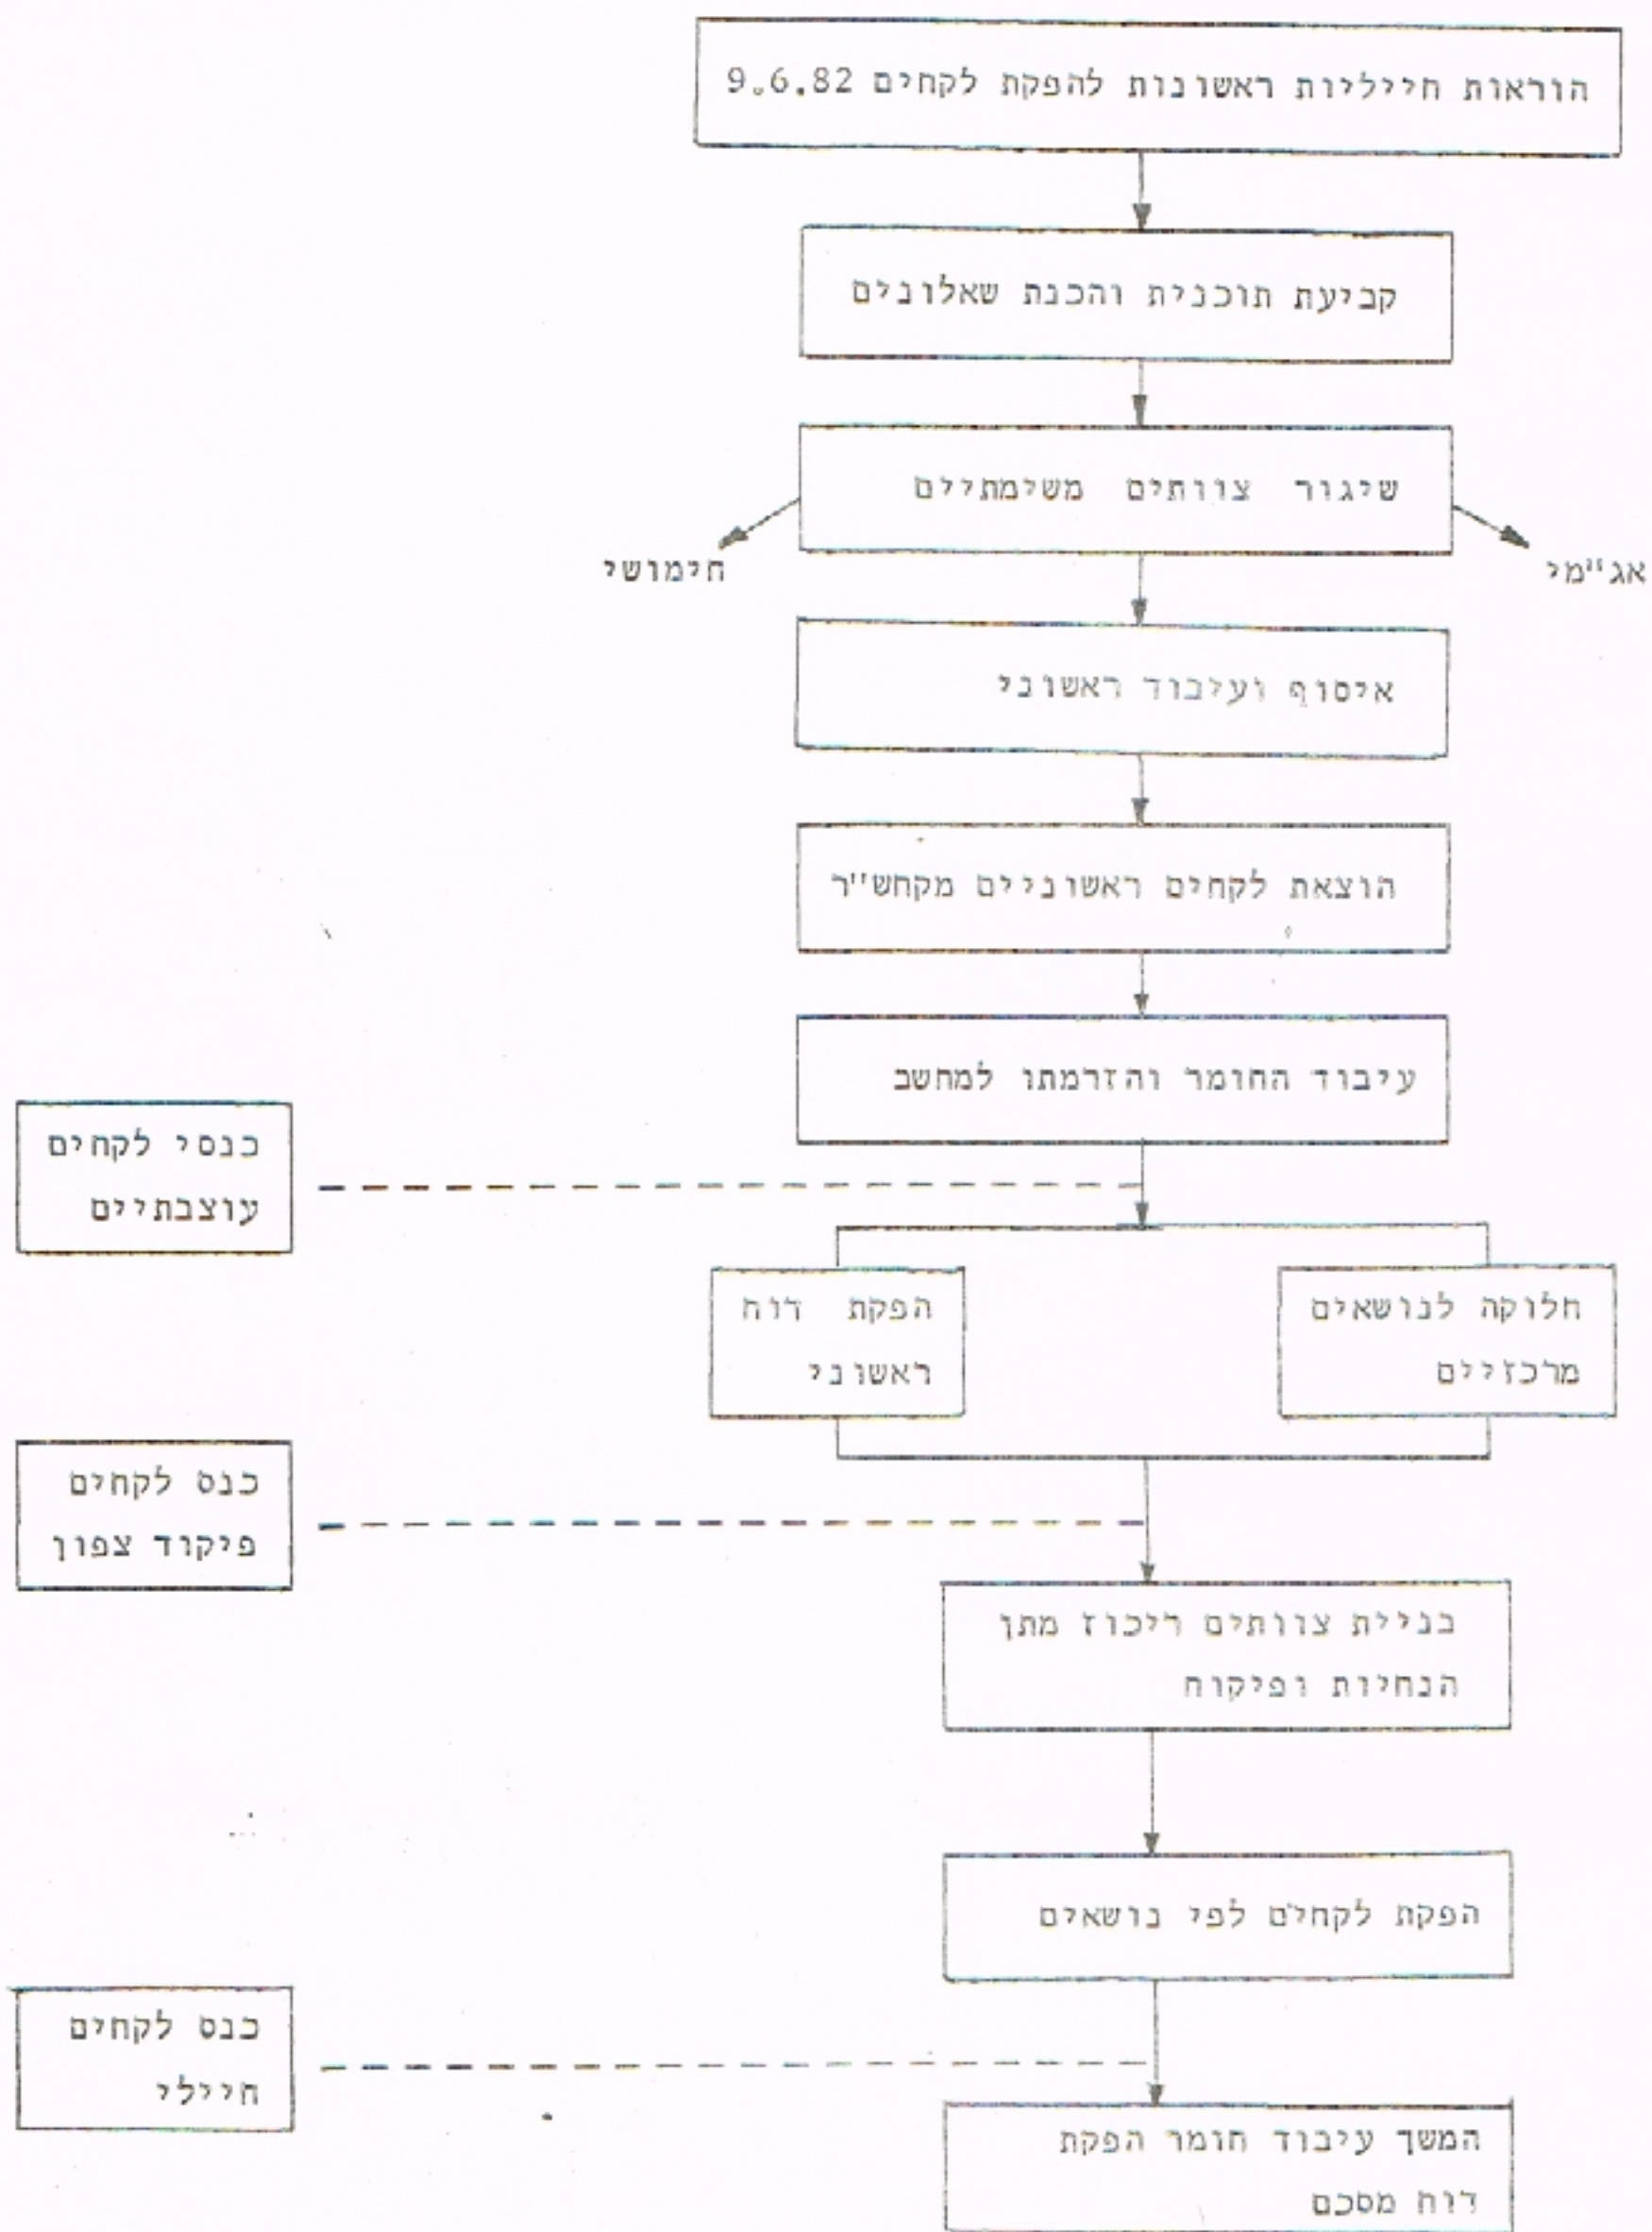 הוראות חייליות ראשונות להפקת לקחים 9.6.82
קביעת תוכנית והכנת שאלונים
שיגור צוותים משימתיים
אג"מי
חימושי
איסוף ועיבוד ראשוני
הוצאת לקחים ראשוניים מקחש"ר
עיבוד החומר והזרמתו למחשב
כנסי לקחים
עוצבתיים
חלוקה לנושאים
מרכזיים
הפקת דוח
ראשוני
כנס לקחים
פיקוד צפון
בניית צוותים ריכוז מתן
הנחיות ופיקוח
הפקת לקחים לפי נושאים
כנס לקחים
חיילי
המשך עיבוד חומר הפקת
דוח מסכם